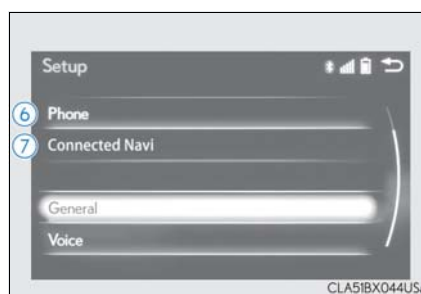 Setup
6 Phone
7 Connected Navi
General
Voice
CLA51BX044US